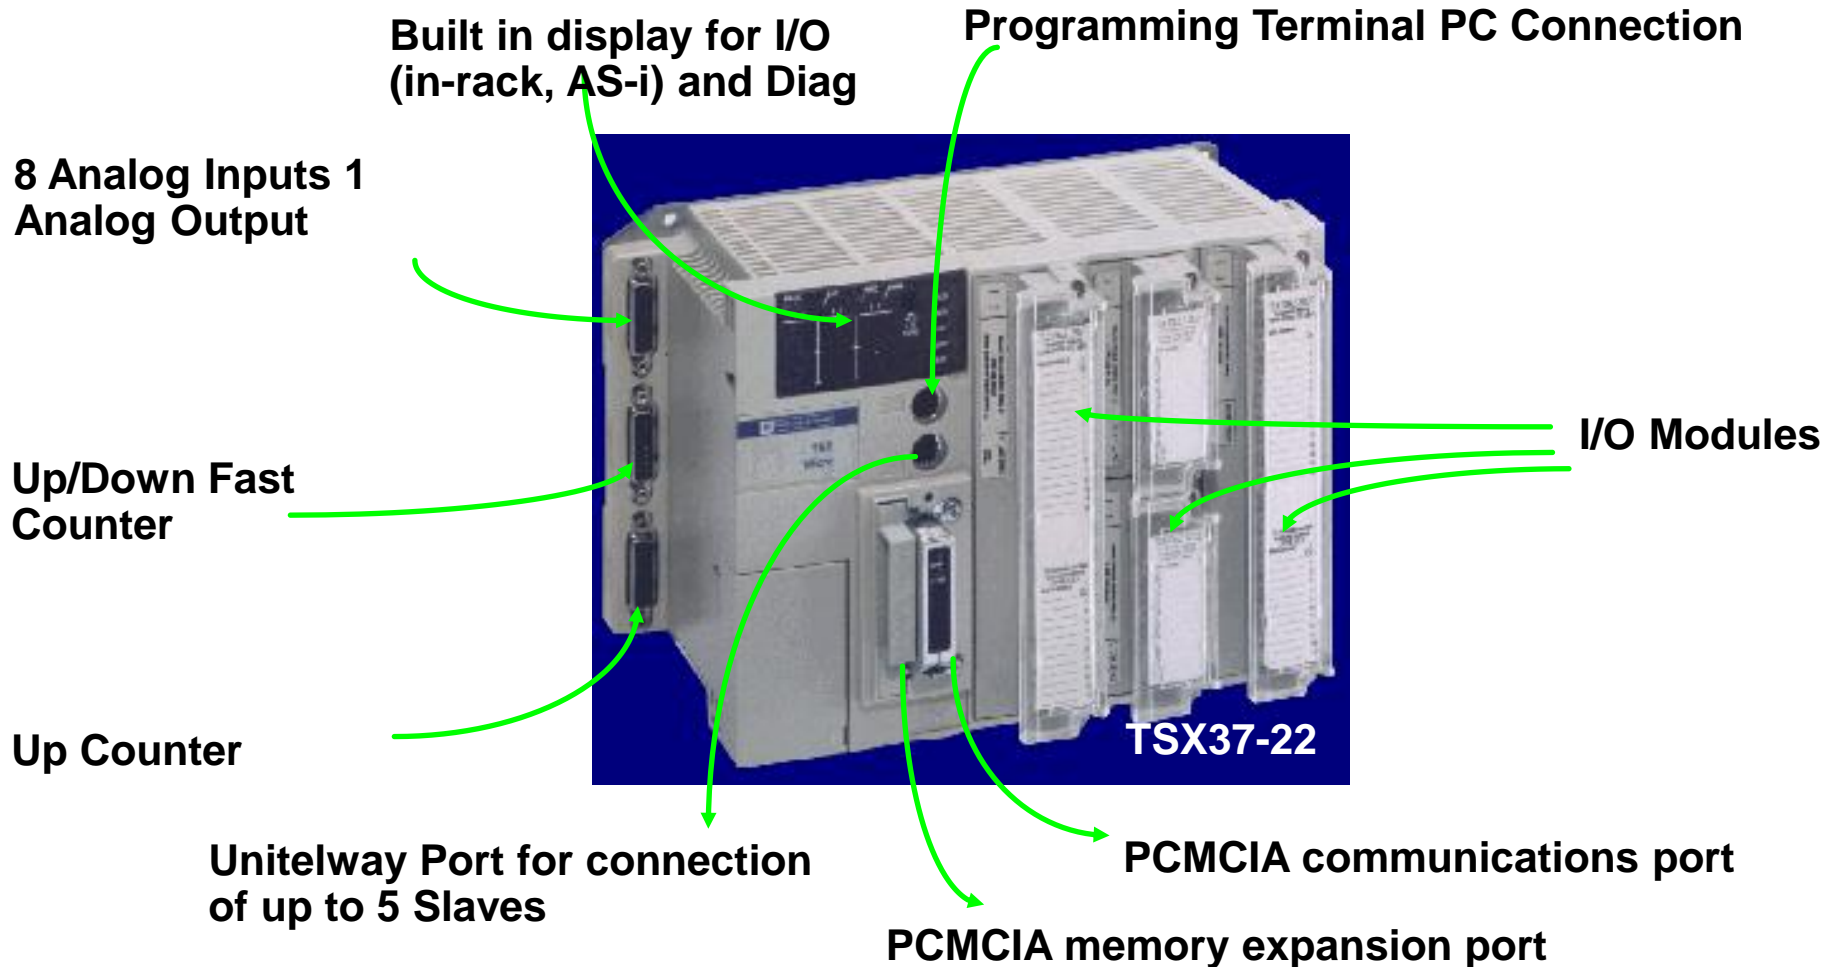 Built in display for I/O
(in-rack, AS-i) and Diag
Programming Terminal PC Connection
8 Analog Inputs 1
Analog Output
I/O Modules
Up/Down Fast
Counter
Up Counter
TSX37-22
Unitelway Port for connection
of up to 5 Slaves
PCMCIA communications port
PCMCIA memory expansion port